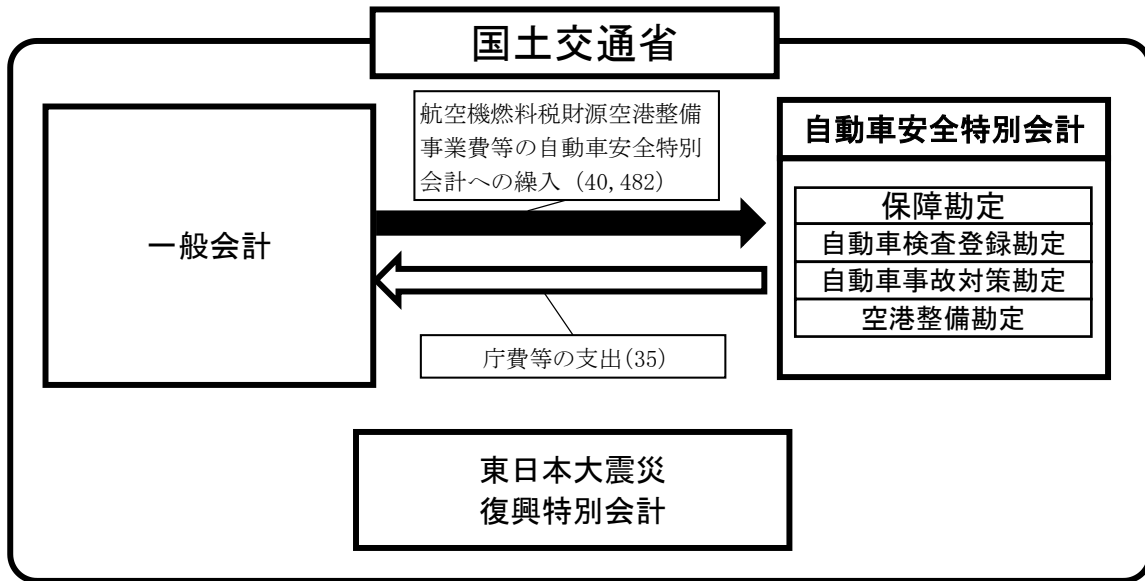 国土交通省
航空機燃料税財源空港整備
事業費等の自動車安全特別
会計への繰入 (40,482)
一般会計
自動車安全特別会計
保障勘定
自動車検査登録勘定
自動車事故対策勘定
空港整備勘定
庁費等の支出(35)
東日本大震災
復興特別会計